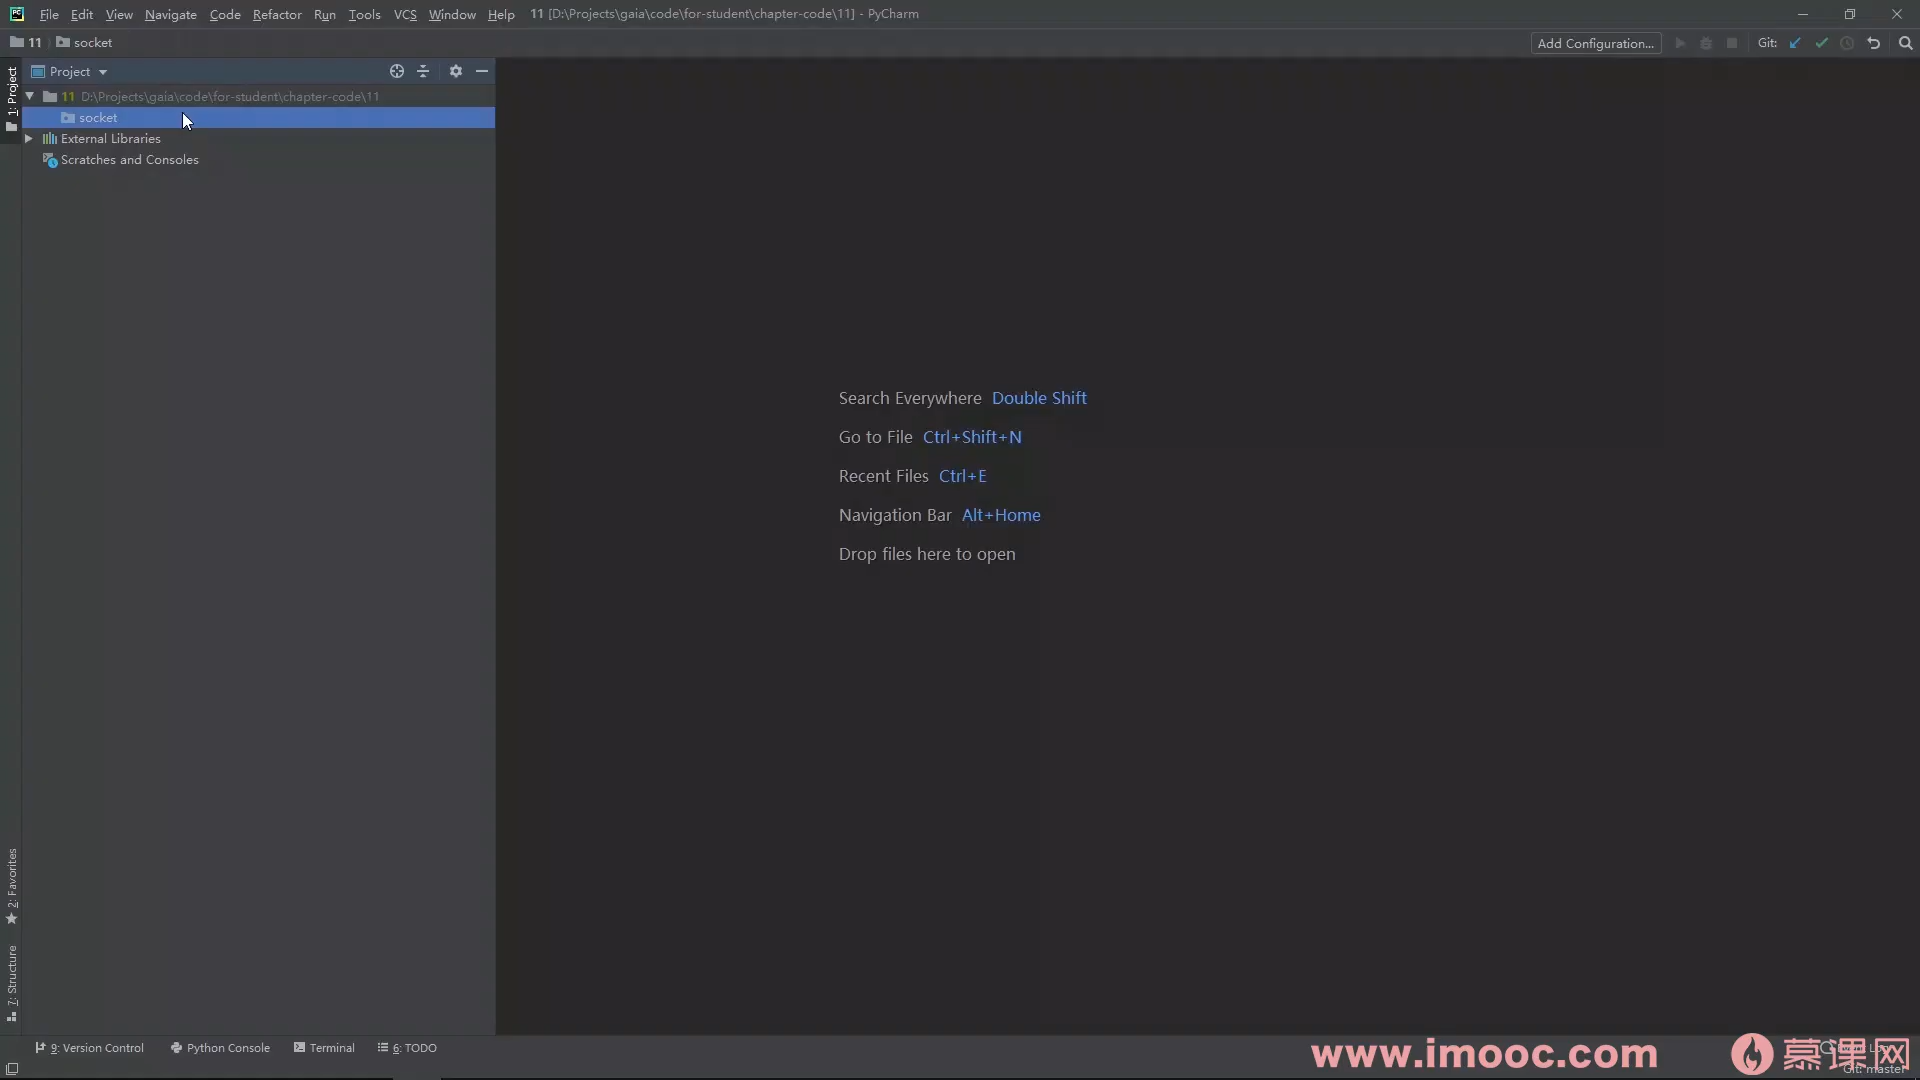 File Edit View Navigate Code Refactor Run Tools VCS Window Help 11 [D:\Projects\gaia\code\for-student\chapter-code\11] - PyCharm
11 socket Add Configuration... Git:
Project
11 D:\Projects\gaia\code\for-student\chapter-code\11
socket
External Libraries
Scratches and Consoles
1: Project
Search Everywhere Double Shift
Go to File Ctrl+Shift+N
Recent Files Ctrl+E
Navigation Bar Alt+Home
Drop files here to open
2: Favorites
7: Structure
9: Version Control Python Console Terminal 6: TODO
www.imooc.com 慕课网
Git: master